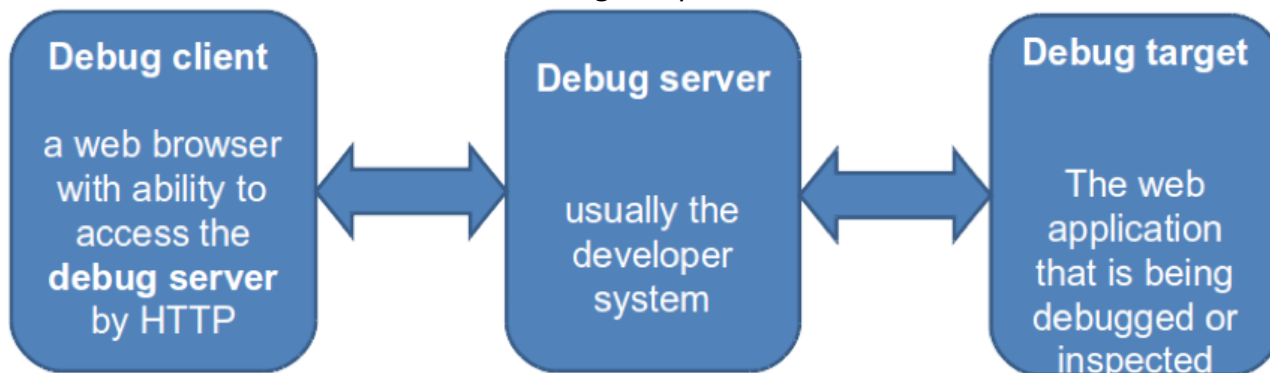 Debug client
a web browser
with ability to
access the
debug server
by HTTP
Debug server
usually the
developer
system
Debug target
The web
application
that is being
debugged or
inspected